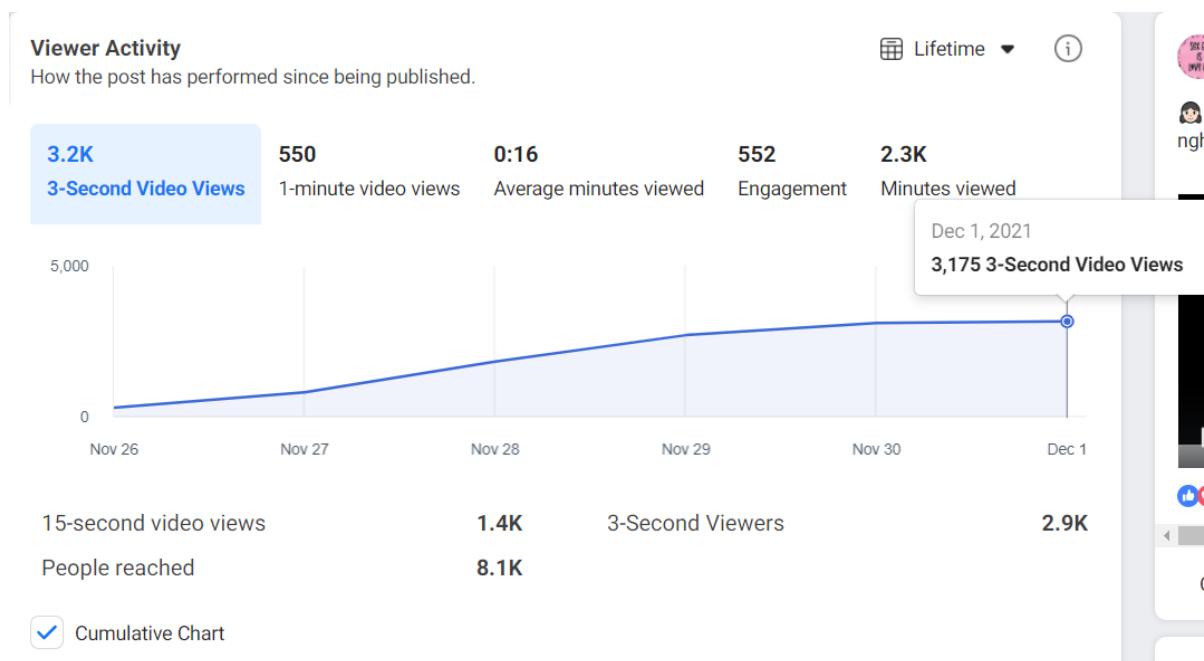 Viewer Activity
How the post has performed since being published.
Lifetime
3.2K
3-Second Video Views
550
1-minute video views
0:16
Average minutes viewed
552
Engagement
2.3K
Minutes viewed
Dec 1, 2021
3,175 3-Second Video Views
5,000
0
Nov 26 Nov 27 Nov 28 Nov 29 Nov 30 Dec 1
15-second video views 1.4K 3-Second Viewers 2.9K
People reached 8.1K
Cumulative Chart